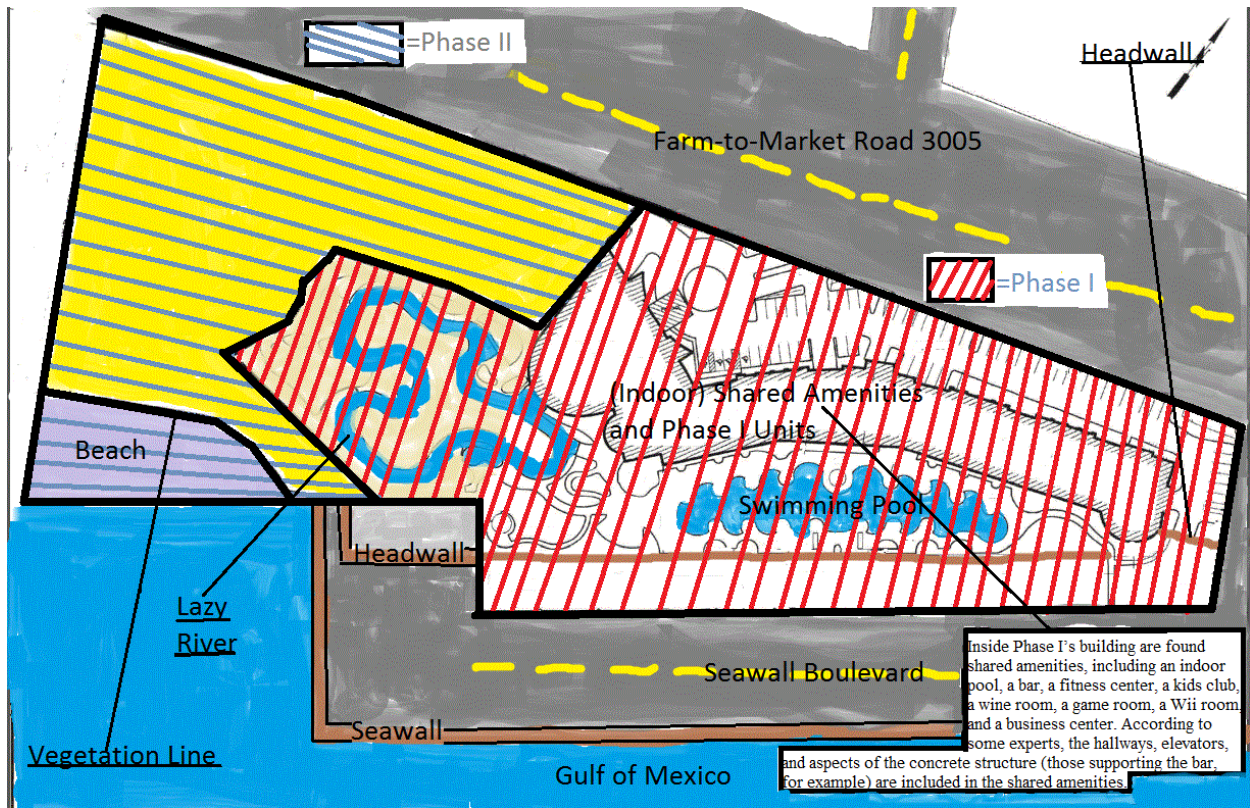 =Phase II
Headwall
Farm-to-Market Road 3005
=Phase I
(Indoor) Shared Amenities
and Phase I Units
Beach
Swimming Pool
Headwall
Lazy
River
Seawall Boulevard
Seawall
Vegetation Line
Gulf of Mexico
Inside Phase I’s building are found
shared amenities, including an indoor
pool, a bar, a fitness center, a kids club,
a wine room, a game room, a Wii room,
and a business center. According to
some experts, the hallways, elevators,
and aspects of the concrete structure (those supporting the bar,
for example) are included in the shared amenities.